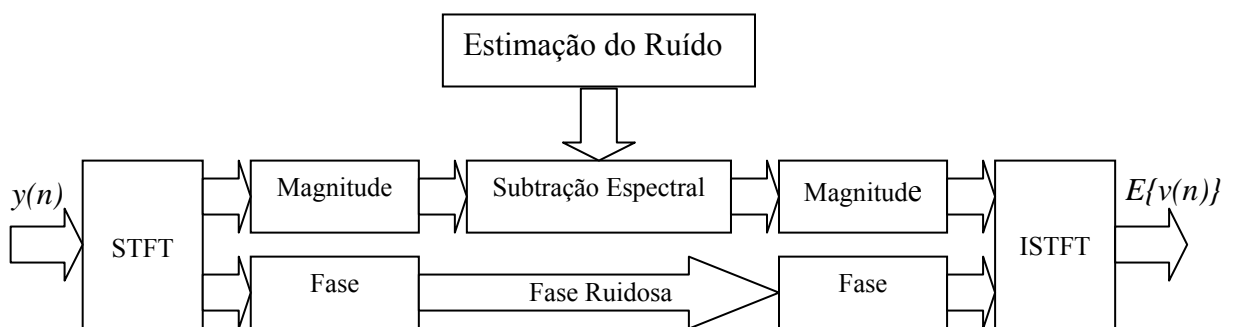 Estimação do Ruído
y(n)
STFT
Magnitude
Subtração Espectral
Magnitude
ISTFT
E{v(n)}
Fase
Fase Ruidosa
Fase